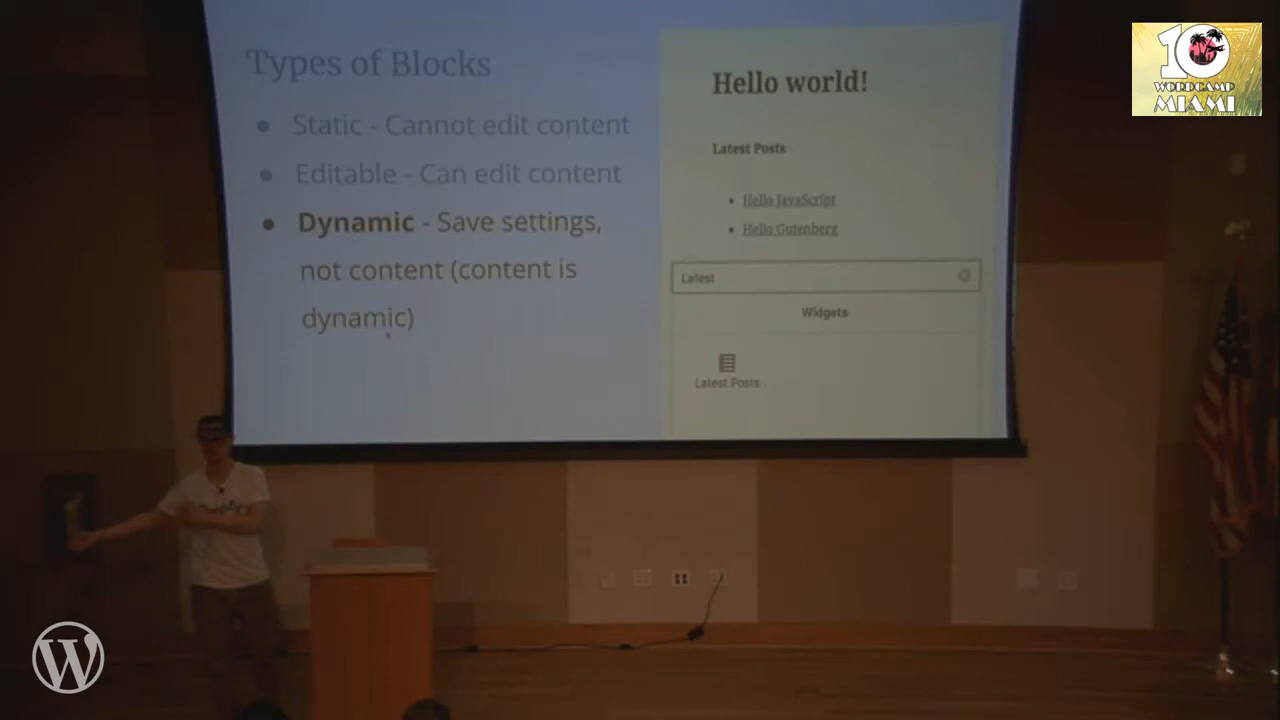 Types of Blocks
● Static - Cannot edit content
● Editable - Can edit content
● Dynamic - Save settings,
not content (content is
dynamic)
Hello world!
Latest Posts
• Hello JavaScript
• Hello Gutenberg
Latest
Widgets
Latest Posts
10
WORDCAMP
MIAMI
W